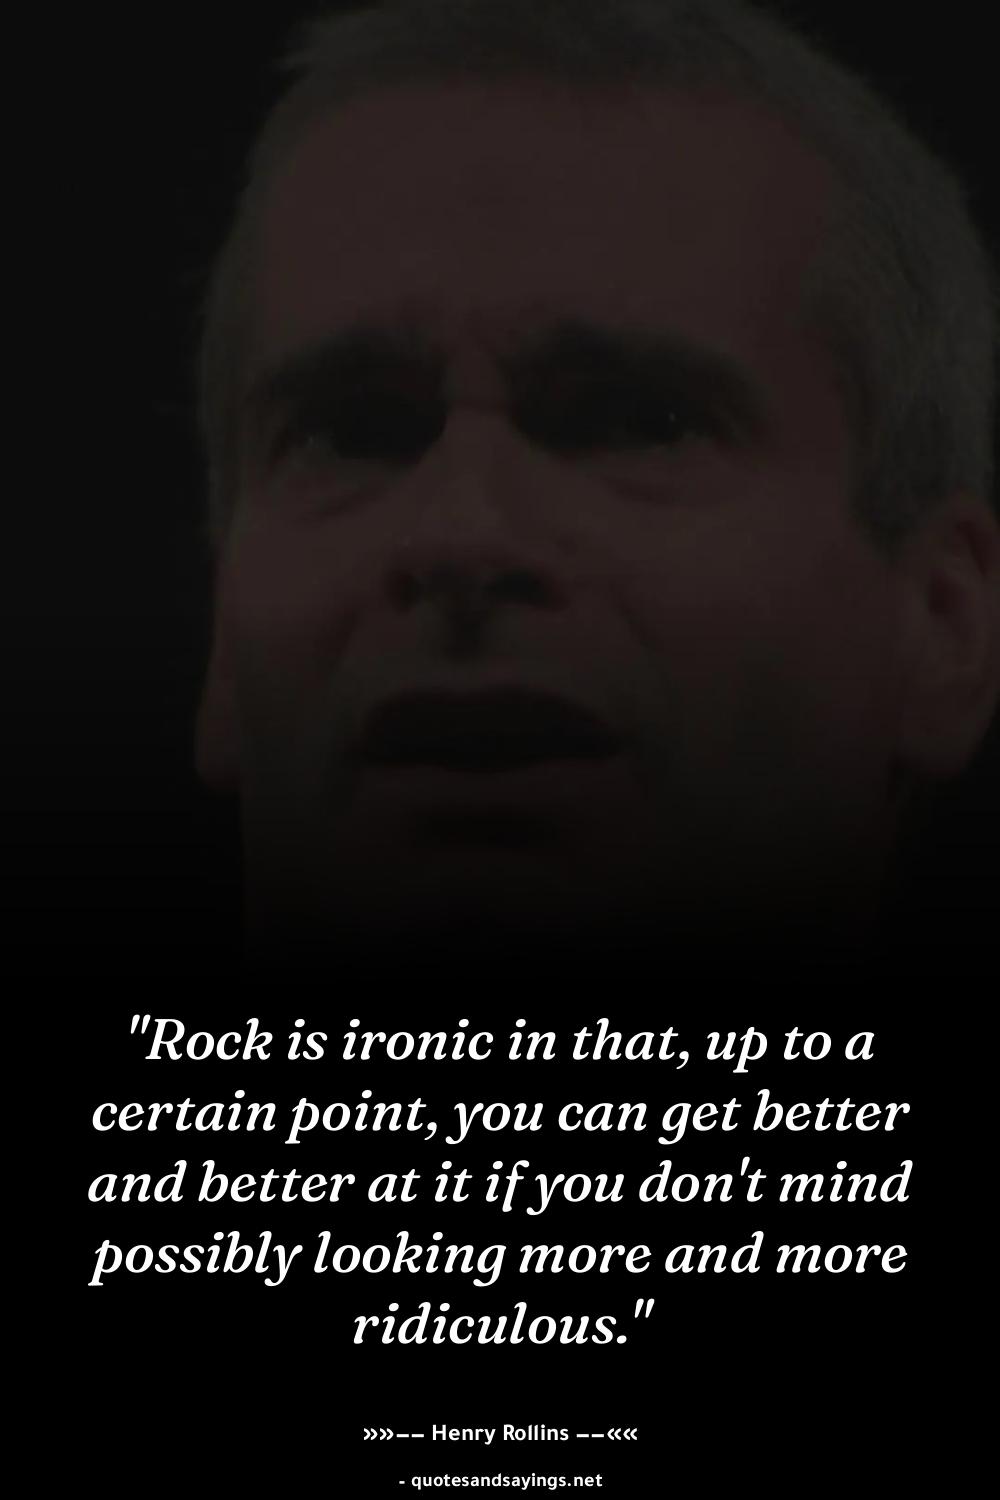 "Rock is ironic in that, up to a
certain point, you can get better
and better at it if you don't mind
possibly looking more and more
ridiculous."
»»–– Henry Rollins ––««
- quotesandsayings.net